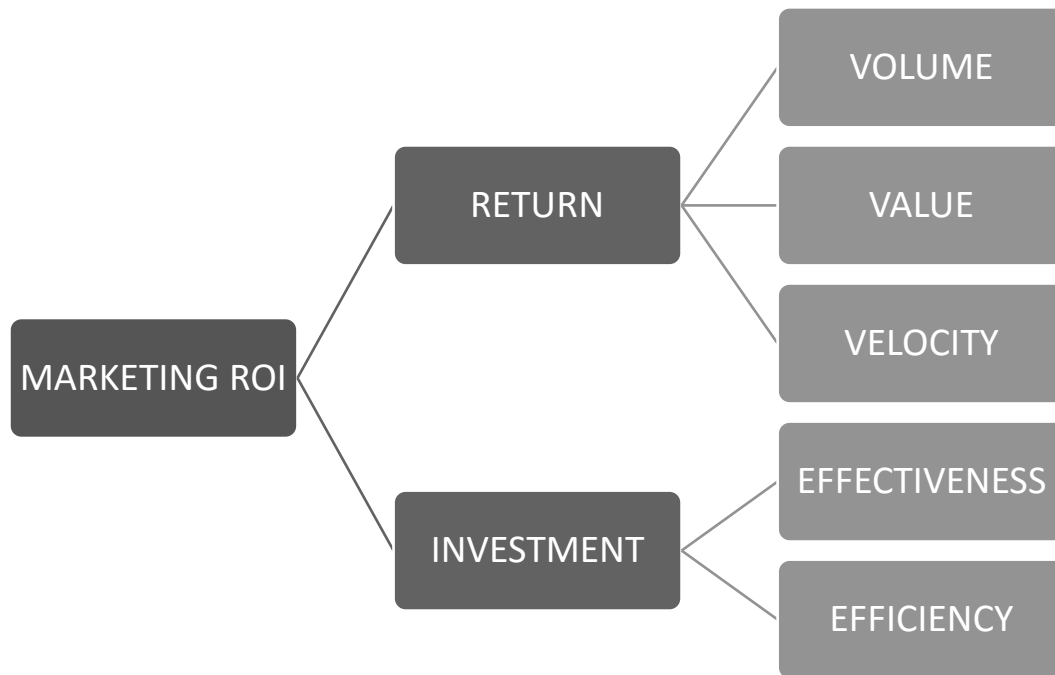 VOLUME
RETURN
VALUE
VELOCITY
MARKETING ROI
EFFECTIVENESS
INVESTMENT
EFFICIENCY